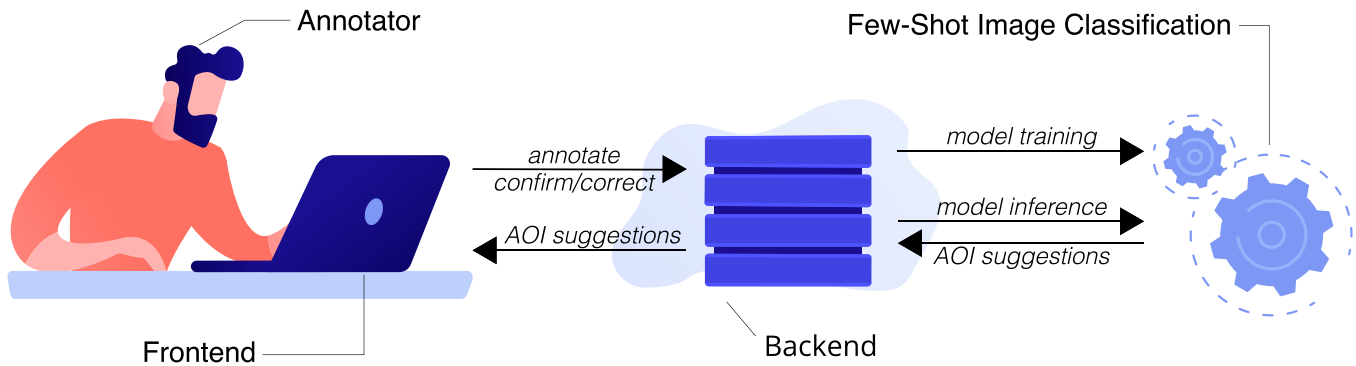 Annotator
Few-Shot Image Classification
annotate
confirm/correct
AOI suggestions
model training
model inference
AOI suggestions
Frontend
Backend